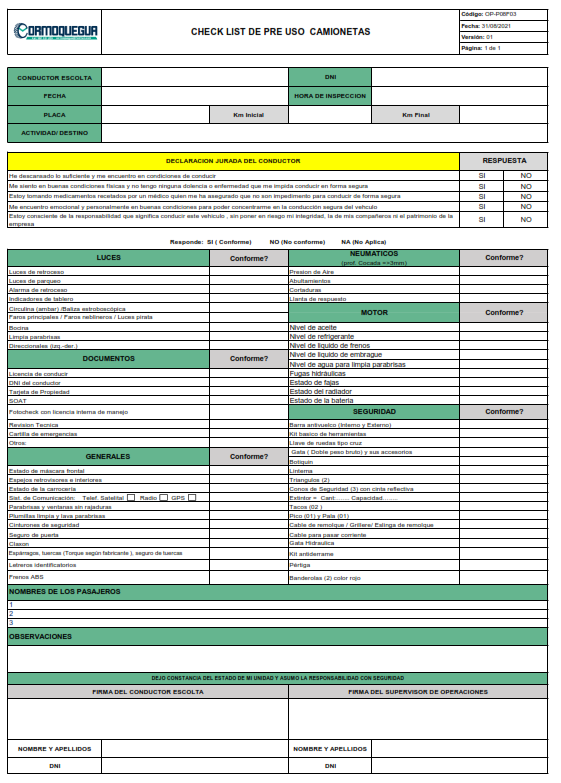 CORMOQUEGUA
CHECK LIST DE PRE USO CAMIONETAS
Código: OP-P08F03
Fecha: 31/08/2021
Versión: 01
Página: 1 de 1
CONDUCTOR ESCOLTA
DNI
FECHA
HORA DE INSPECCION
PLACA
Km Inicial
Km Final
ACTIVIDAD/ DESTINO
DECLARACION JURADA DEL CONDUCTOR
RESPUESTA
He descansado lo suficiente y me encuentro en condiciones de conducir
SI NO
Me siento en buenas condiciones físicas y no tengo ninguna dolencia o enfermedad que me impida conducir en forma segura
SI NO
Estoy tomando medicamentos recetados por un médico quien me ha asegurado que no son impedimento para conducir de forma segura
SI NO
Me encuentro emocional y personalmente en buenas condiciones para poder concentrarme en la conducción segura del vehiculo
SI NO
Estoy consciente de la responsabilidad que significa conducir este vehículo , sin poner en riesgo mi integridad, la de mis compañeros ni el patrimonio de la
empresa
SI NO
Responde: SI ( Conforme) NO (No conforme) NA (No Aplica)
LUCES
Conforme?
Luces de retroceso
Luces de parqueo
Alarma de retroceso
Indicadores de tablero
Circulina (ambar) /Baliza estroboscópica
Faros principales / Faros neblineros / Luces pirata
Bocina
Limpia parabrisas
Direccionales (izq.-der.)
DOCUMENTOS
Conforme?
Licencia de conducir
DNI del conductor
Tarjeta de Propiedad
SOAT
Fotocheck con licencia interna de manejo
Revision Tecnica
Cartilla de emergencias
Otros:
GENERALES
Conforme?
Estado de máscara frontal
Espejos retrovisores e interiores
Estado de la carrocería
Sist. de Comunicación: Telef. Satelital Radio GPS
Parabrisas y ventanas sin rajaduras
Plumillas limpia y lava parabrisas
Cinturones de seguridad
Seguro de puerta
Claxon
Espárragos, tuercas (Torque según fabricante ), seguro de tuercas
Letreros identificatorios
Frenos ABS
NEUMATICOS
(prof. Cocada =>3mm)
Conforme?
Presion de Aire
Abultamientos
Cortaduras
Llanta de respuesto
MOTOR
Conforme?
Nivel de aceite
Nivel de refrigerante
Nivel de liquido de frenos
Nivel de liquido de embrague
Nivel de agua para limpia parabrisas
Fugas hidráulicas
Estado de fajas
Estado del radiador
Estado de la bateria
SEGURIDAD
Conforme?
Barra antivuelco (Interno y Externo)
Kit basico de herramientas
Llave de ruedas tipo cruz
Gata ( Doble peso bruto) y sus accesorios
Botiquin
Linterna
Triangulos (2)
Conos de Seguridad (3) con cinta reflectiva
Extintor = Cant:...... Capacidad.......
Tacos (02 )
Pico (01) y Pala (01)
Cable de remolque / Grillere/ Eslinga de remolque
Cable para pasar corriente
Gata Hidraulica
Kit antiderrame
Pértiga
Banderolas (2) color rojo
NOMBRES DE LOS PASAJEROS
1
2
3
OBSERVACIONES
DEJO CONSTANCIA DEL ESTADO DE MI UNIDAD Y ASUMO LA RESPONSABILIDAD CON SEGURIDAD
FIRMA DEL CONDUCTOR ESCOLTA
FIRMA DEL SUPERVISOR DE OPERACIONES
NOMBRE Y APELLIDOS
NOMBRE Y APELLIDOS
DNI
DNI